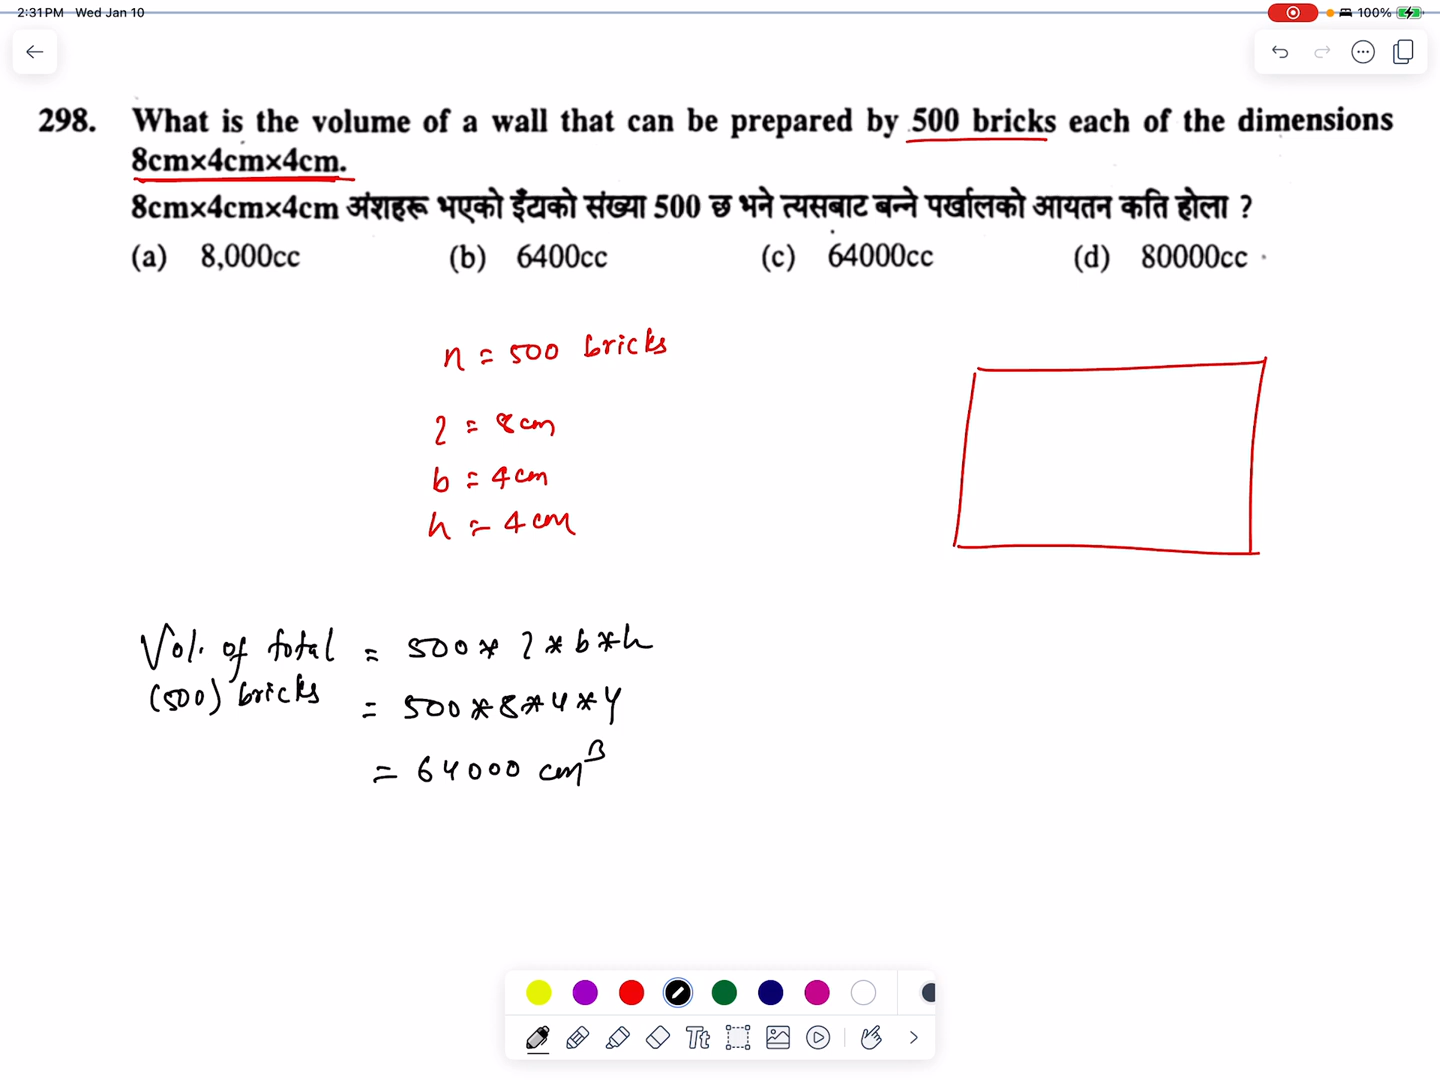 2:31 PM Wed Jan 10
100%
298. What is the volume of a wall that can be prepared by 500 bricks each of the dimensions
8cm×4cm×4cm.
8cm×4cm×4cm अंशहरू भएको इँटाको संख्या 500 छ भने त्यसबाट बन्ने पर्खालको आयतन कति होला ?
(a) 8,000cc (b) 6400cc (c) 64000cc (d) 80000cc
n = 500 bricks
l = 8cm
b = 4cm
h = 4cm
Vol. of total = 500 * l * b * h
(500) bricks = 500 * 8 * 4 * 4
= 64000 cm³
Tt